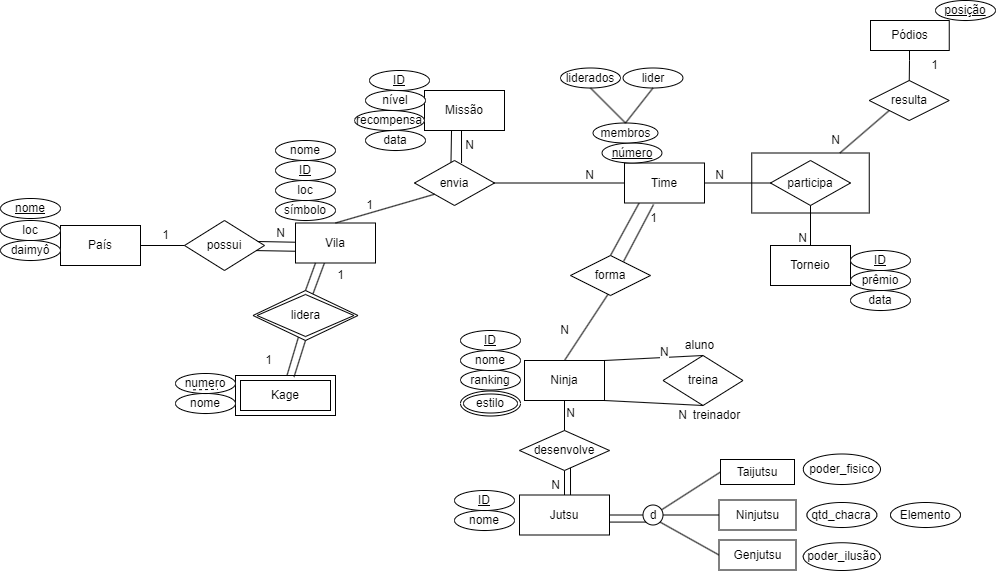 posição
Pódios
1
resulta
N
liderados
lider
membros
número
ID
nível
recompensa
data
Missão
N
envia
N
Time
N
participa
1
1
N
Torneio
ID
prêmio
data
nome
ID
loc
símbolo
nome
loc
daimyô
País
1
possui
N
Vila
1
lidera
1
numero
nome
Kage
forma
N
ID
nome
ranking
estilo
Ninja
N
aluno
treina
N treinador
N
desenvolve
N
ID
nome
Jutsu
d
Taijutsu
poder_fisico
Ninjutsu
qtd_chacra
Elemento
Genjutsu
poder_ilusão